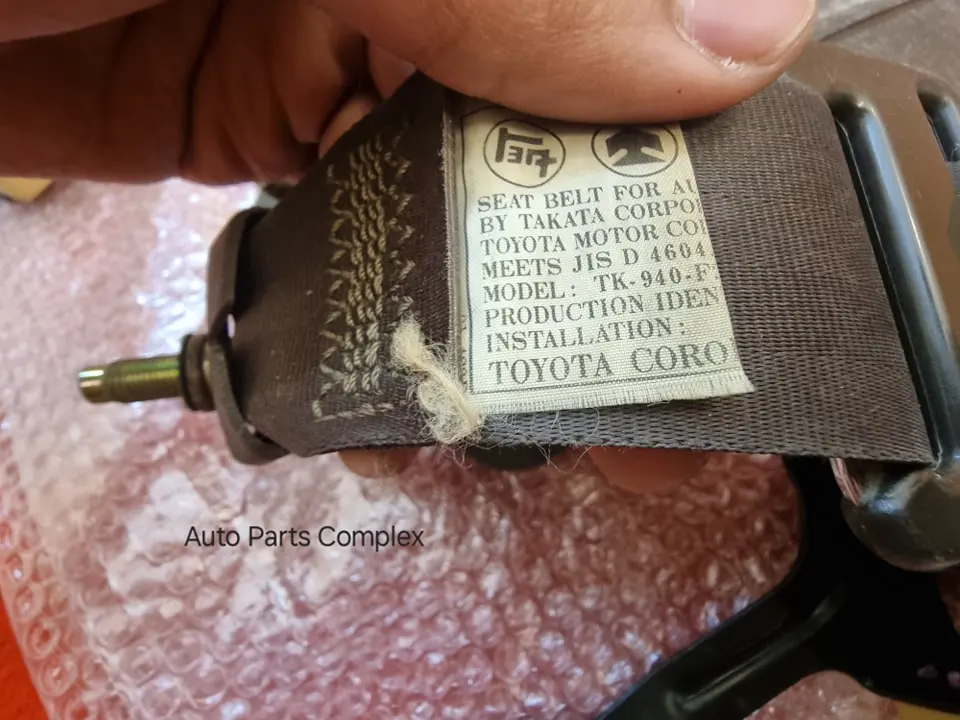 SEAT BELT FOR AU
BY TAKATA CORPO
TOYOTA MOTOR CO
MEETS JIS D 4604
MODEL: TK-940-F
PRODUCTION IDEN
INSTALLATION:
TOYOTA CORO
Auto Parts Complex